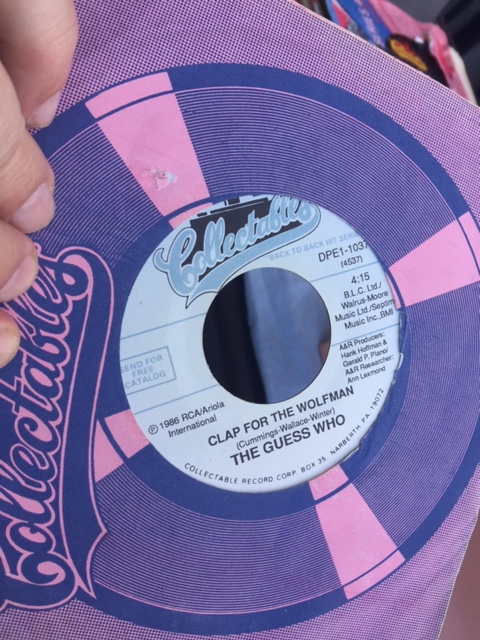 Collectables
BACK TO BACK HIT SERIES
DPE1-1037
(4537)
4:15
B.L.C. Ltd./
Walrus-Moore
Music Ltd./Septima
Music Inc., BMI
A&R Producers:
Hank Hoffman &
Gerald P. Plano/
A&R Researcher:
Ann Lexmond
SEND FOR
FREE
CATALOG
℗ 1986 RCA/Ariola
International
CLAP FOR THE WOLFMAN
(Cummings-Wallace-Winter)
THE GUESS WHO
COLLECTABLE RECORD CORP. BOX 35, NARBERTH, PA. 19072
Collectables